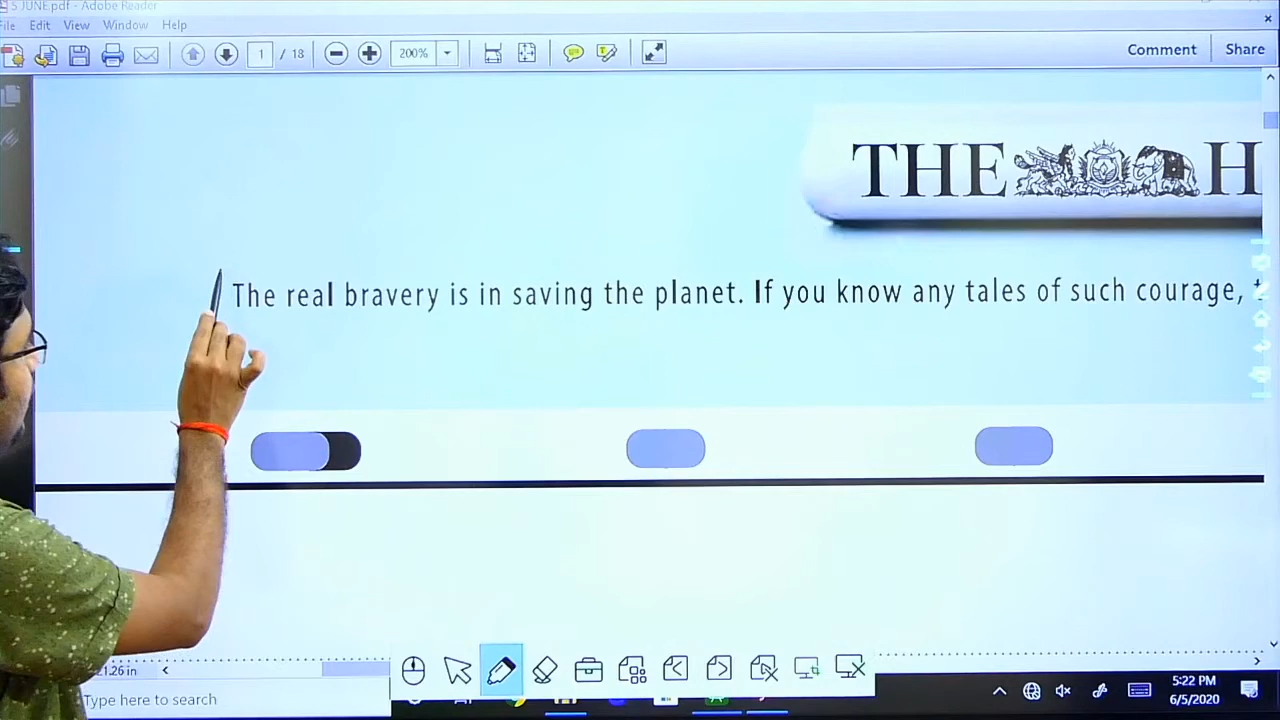 5 JUNE.pdf - Adobe Reader
File Edit View Window Help
1 / 18
200%
Comment
Share
THE H
The real bravery is in saving the planet. If you know any tales of such courage,
Type here to search
5:22 PM
6/5/2020